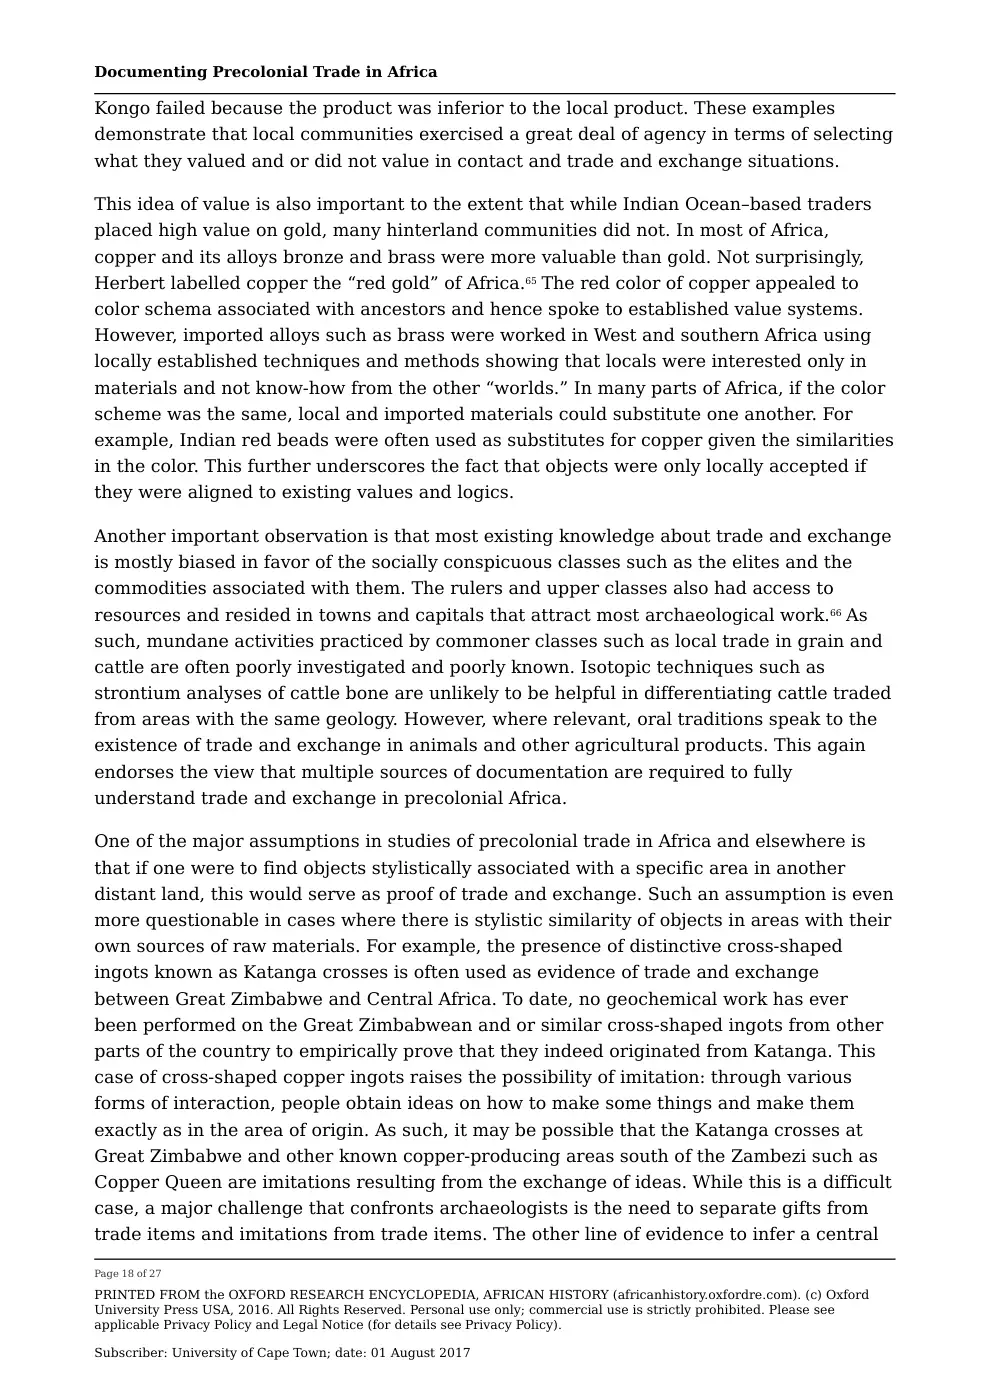 Documenting Precolonial Trade in Africa
Kongo failed because the product was inferior to the local product. These examples
demonstrate that local communities exercised a great deal of agency in terms of selecting
what they valued and or did not value in contact and trade and exchange situations.
This idea of value is also important to the extent that while Indian Ocean–based traders
placed high value on gold, many hinterland communities did not. In most of Africa,
copper and its alloys bronze and brass were more valuable than gold. Not surprisingly,
Herbert labelled copper the “red gold” of Africa.65 The red color of copper appealed to
color schema associated with ancestors and hence spoke to established value systems.
However, imported alloys such as brass were worked in West and southern Africa using
locally established techniques and methods showing that locals were interested only in
materials and not know-how from the other “worlds.” In many parts of Africa, if the color
scheme was the same, local and imported materials could substitute one another. For
example, Indian red beads were often used as substitutes for copper given the similarities
in the color. This further underscores the fact that objects were only locally accepted if
they were aligned to existing values and logics.
Another important observation is that most existing knowledge about trade and exchange
is mostly biased in favor of the socially conspicuous classes such as the elites and the
commodities associated with them. The rulers and upper classes also had access to
resources and resided in towns and capitals that attract most archaeological work.66 As
such, mundane activities practiced by commoner classes such as local trade in grain and
cattle are often poorly investigated and poorly known. Isotopic techniques such as
strontium analyses of cattle bone are unlikely to be helpful in differentiating cattle traded
from areas with the same geology. However, where relevant, oral traditions speak to the
existence of trade and exchange in animals and other agricultural products. This again
endorses the view that multiple sources of documentation are required to fully
understand trade and exchange in precolonial Africa.
One of the major assumptions in studies of precolonial trade in Africa and elsewhere is
that if one were to find objects stylistically associated with a specific area in another
distant land, this would serve as proof of trade and exchange. Such an assumption is even
more questionable in cases where there is stylistic similarity of objects in areas with their
own sources of raw materials. For example, the presence of distinctive cross-shaped
ingots known as Katanga crosses is often used as evidence of trade and exchange
between Great Zimbabwe and Central Africa. To date, no geochemical work has ever
been performed on the Great Zimbabwean and or similar cross-shaped ingots from other
parts of the country to empirically prove that they indeed originated from Katanga. This
case of cross-shaped copper ingots raises the possibility of imitation: through various
forms of interaction, people obtain ideas on how to make some things and make them
exactly as in the area of origin. As such, it may be possible that the Katanga crosses at
Great Zimbabwe and other known copper-producing areas south of the Zambezi such as
Copper Queen are imitations resulting from the exchange of ideas. While this is a difficult
case, a major challenge that confronts archaeologists is the need to separate gifts from
trade items and imitations from trade items. The other line of evidence to infer a central
Page 18 of 27
PRINTED FROM the OXFORD RESEARCH ENCYCLOPEDIA, AFRICAN HISTORY (africanhistory.oxfordre.com). (c) Oxford
University Press USA, 2016. All Rights Reserved. Personal use only; commercial use is strictly prohibited. Please see
applicable Privacy Policy and Legal Notice (for details see Privacy Policy).
Subscriber: University of Cape Town; date: 01 August 2017